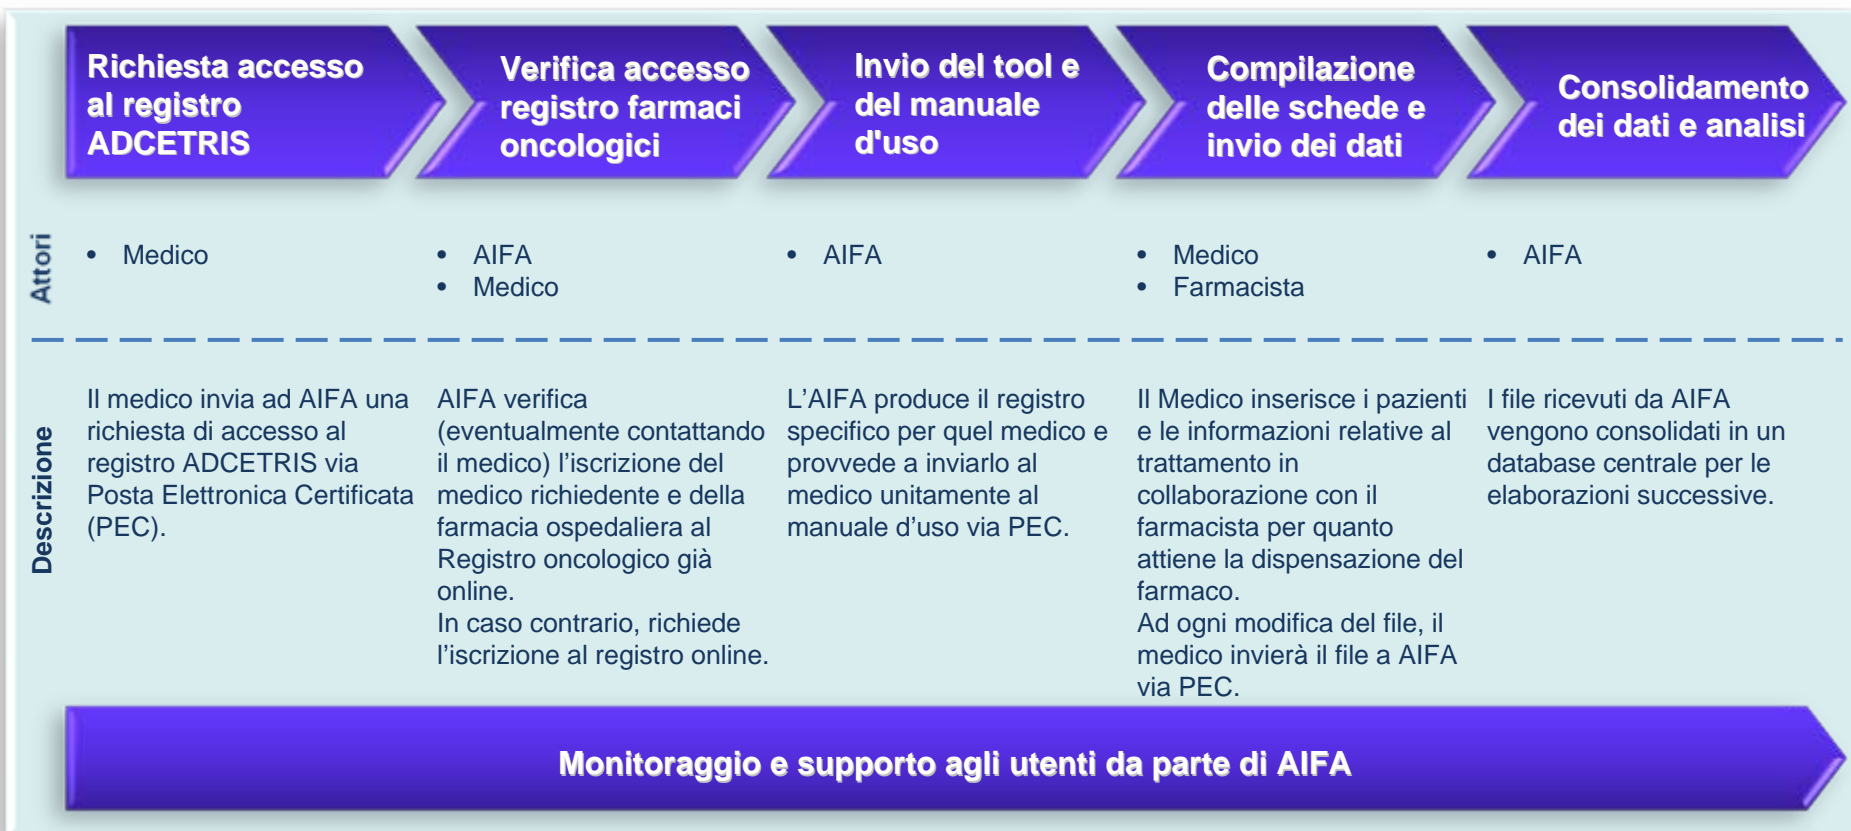 Richiesta accesso
al registro
ADCETRIS
Verifica accesso
registro farmaci
oncologici
Invio del tool e
del manuale
d'uso
Compilazione
delle schede e
invio dei dati
Consolidamento
dei dati e analisi
Attori
• Medico
• AIFA
• Medico
• AIFA
• Medico
• Farmacista
• AIFA
Descrizione
Il medico invia ad AIFA una
richiesta di accesso al
registro ADCETRIS via
Posta Elettronica Certificata
(PEC).
AIFA verifica
(eventualmente contattando
il medico) l’iscrizione del
medico richiedente e della
farmacia ospedaliera al
Registro oncologico già
online.
In caso contrario, richiede
l’iscrizione al registro online.
L’AIFA produce il registro
specifico per quel medico e
provvede a inviarlo al
medico unitamente al
manuale d’uso via PEC.
Il Medico inserisce i pazienti
e le informazioni relative al
trattamento in
collaborazione con il
farmacista per quanto
attiene la dispensazione del
farmaco.
Ad ogni modifica del file, il
medico invierà il file a AIFA
via PEC.
I file ricevuti da AIFA
vengono consolidati in un
database centrale per le
elaborazioni successive.
Monitoraggio e supporto agli utenti da parte di AIFA